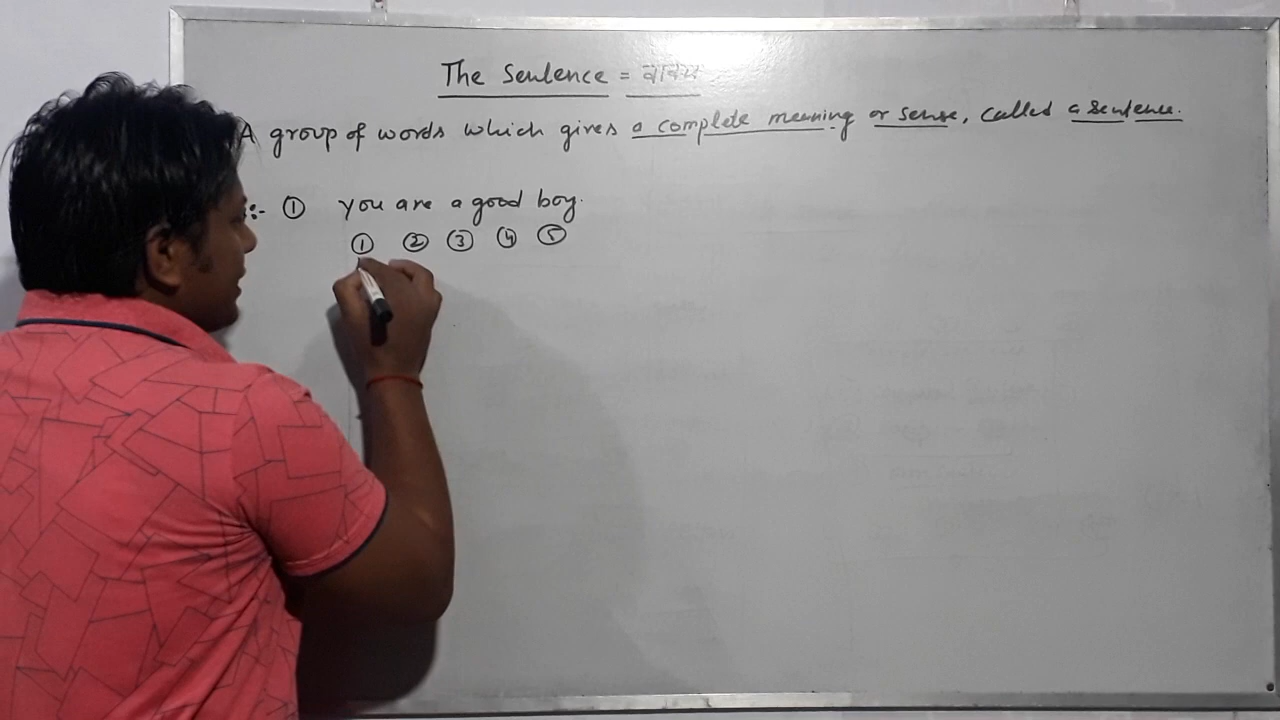 The Sentence = वाक्य
A group of words which gives a complete meaning or sense, called a sentence.
:- ① you are a good boy.
① ② ③ ④ ⑤